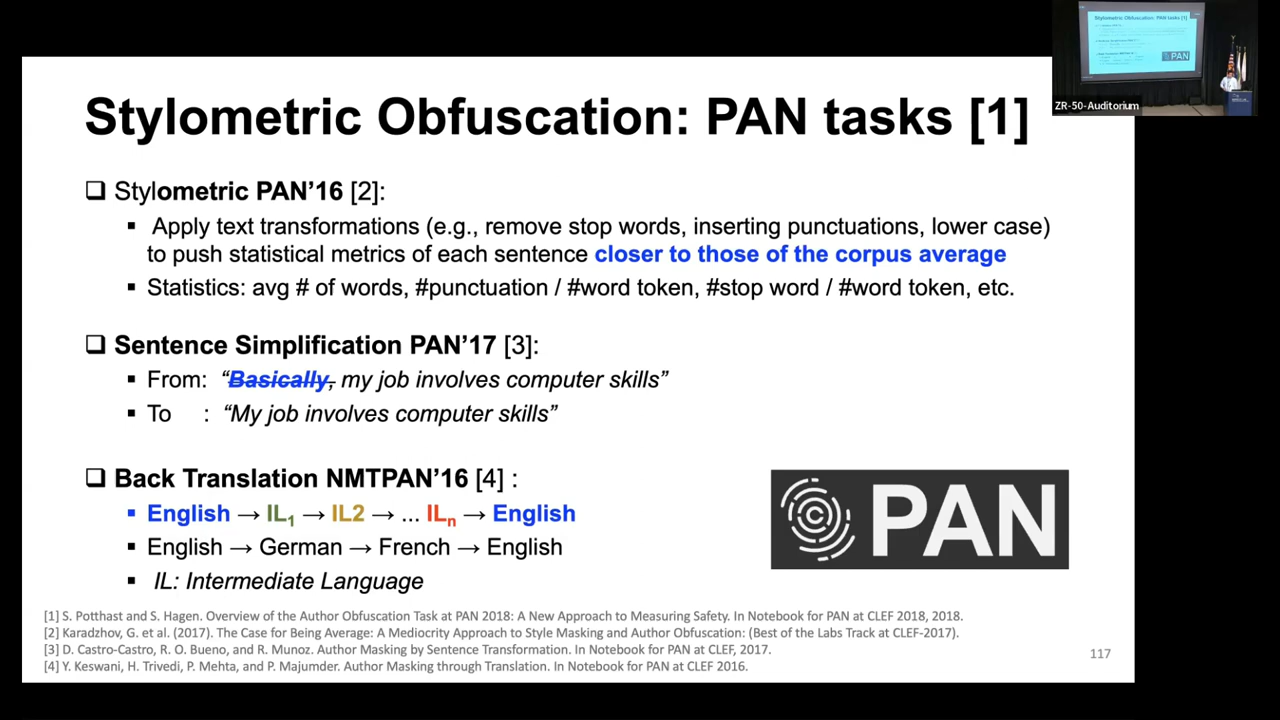 Stylometric Obfuscation: PAN tasks [1]
❑ Stylometric PAN’16 [2]:
▪ Apply text transformations (e.g., remove stop words, inserting punctuations, lower case)
to push statistical metrics of each sentence closer to those of the corpus average
▪ Statistics: avg # of words, #punctuation / #word token, #stop word / #word token, etc.
❑ Sentence Simplification PAN’17 [3]:
▪ From: “Basically, my job involves computer skills”
▪ To : “My job involves computer skills”
❑ Back Translation NMTPAN’16 [4] :
▪ English → IL1 → IL2 → ... ILn → English
▪ English → German → French → English
▪ IL: Intermediate Language
PAN
[1] S. Potthast and S. Hagen. Overview of the Author Obfuscation Task at PAN 2018: A New Approach to Measuring Safety. In Notebook for PAN at CLEF 2018, 2018.
[2] Karadzhov, G. et al. (2017). The Case for Being Average: A Mediocrity Approach to Style Masking and Author Obfuscation: (Best of the Labs Track at CLEF-2017).
[3] D. Castro-Castro, R. O. Bueno, and R. Munoz. Author Masking by Sentence Transformation. In Notebook for PAN at CLEF, 2017.
[4] Y. Keswani, H. Trivedi, P. Mehta, and P. Majumder. Author Masking through Translation. In Notebook for PAN at CLEF 2016.
117
Stylometric Obfuscation: PAN tasks [1]
PAN
ZR-50-Auditorium